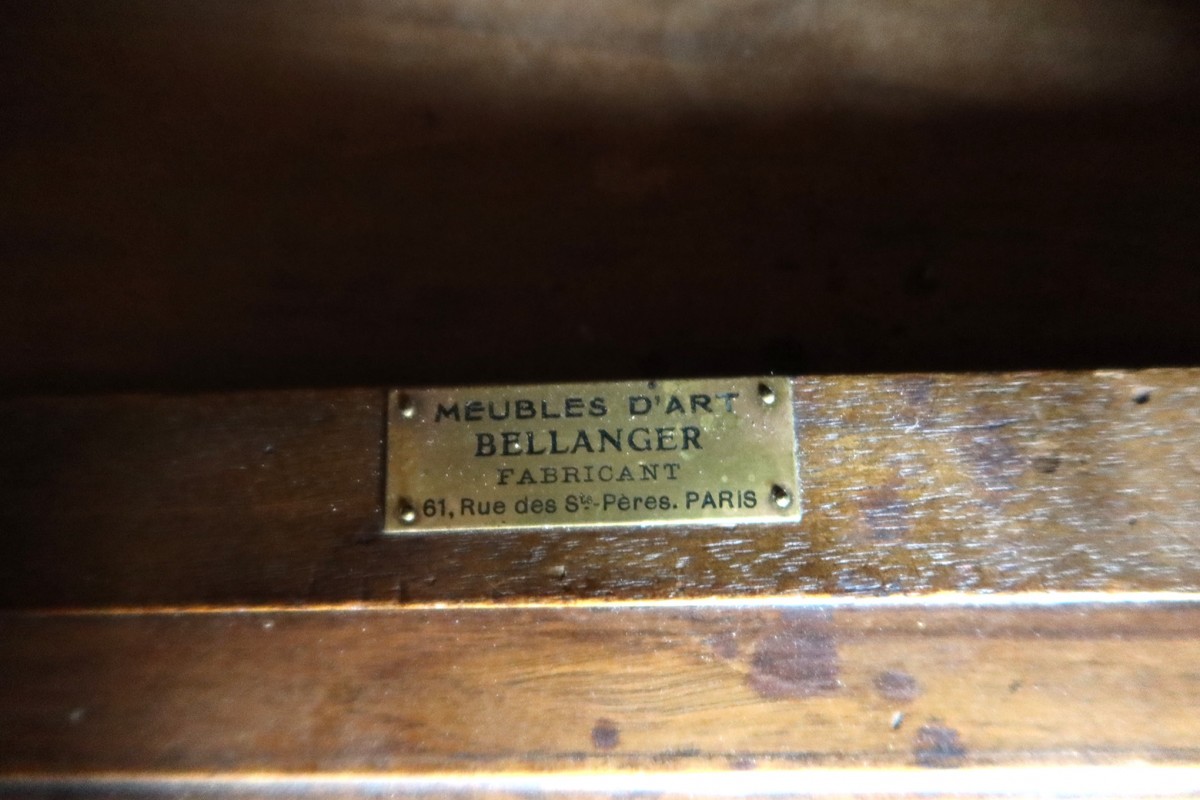 MEUBLES D'ART
BELLANGER
FABRICANT
61, Rue des Sts-Pères. PARIS